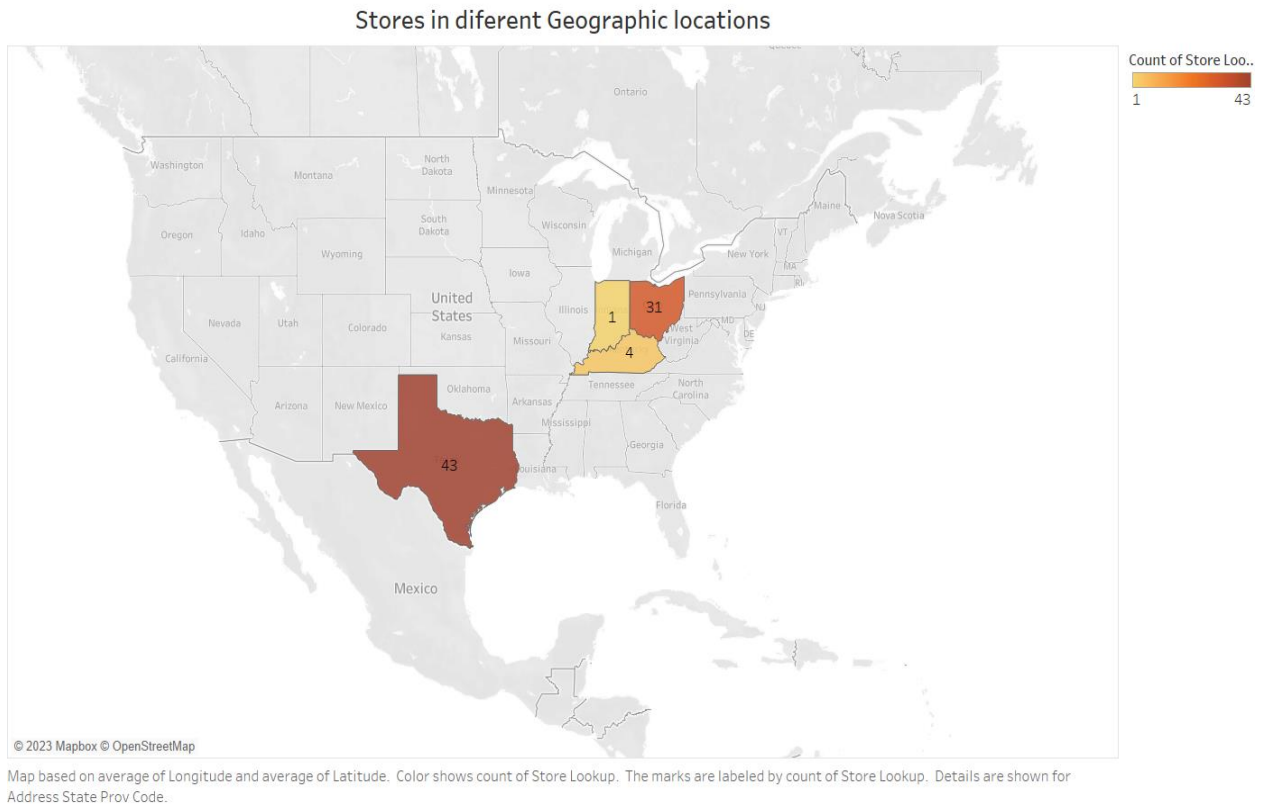 Stores in diferent Geographic locations
Count of Store Loo..
1
43
Ontario
Washington
Montana
North
Dakota
Minnesota
Maine
Nova Scotia
Oregon
Idaho
South
Dakota
Wisconsin
Michigan
VT
Wyoming
New York
MA
RI
Iowa
Pennsylvania
NJ
Nevada
Utah
Colorado
United
States
Illinois
1
31
MD
DE
West
Virginia
Kansas
Missouri
4
California
Tennessee
North
Carolina
Arizona
New Mexico
Oklahoma
Arkansas
Mississippi
Georgia
43
ouisiana
Florida
Mexico
© 2023 Mapbox © OpenStreetMap
Map based on average of Longitude and average of Latitude. Color shows count of Store Lookup. The marks are labeled by count of Store Lookup. Details are shown for
Address State Prov Code.